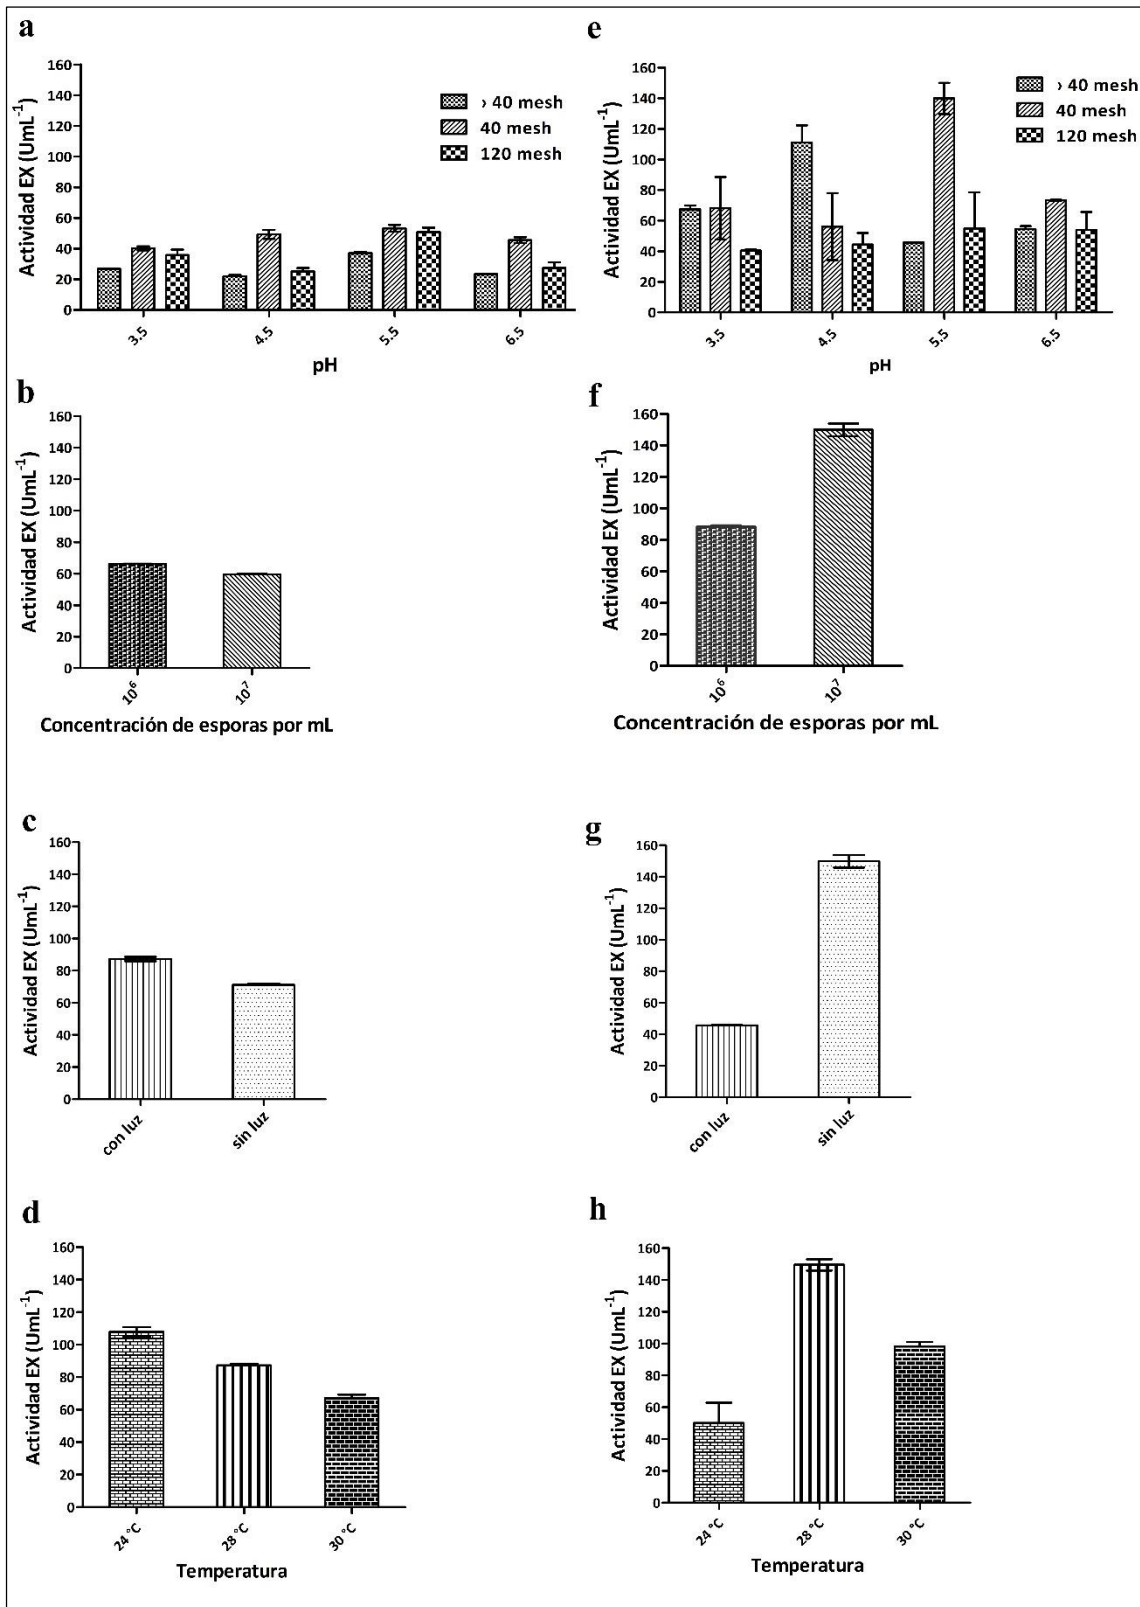 a
Actividad EX (UmL⁻¹)
160
140
120
100
80
60
40
20
0
› 40 mesh
40 mesh
120 mesh
3.5
4.5
5.5
6.5
pH
e
Actividad EX (UmL⁻¹)
160
140
120
100
80
60
40
20
0
› 40 mesh
40 mesh
120 mesh
3.5
4.5
5.5
6.5
pH
b
Actividad EX (UmL⁻¹)
160
140
120
100
80
60
40
20
0
10⁶
10⁷
Concentración de esporas por mL
f
Actividad EX (UmL⁻¹)
160
140
120
100
80
60
40
20
0
10⁶
10⁷
Concentración de esporas por mL
c
Actividad EX (UmL⁻¹)
160
140
120
100
80
60
40
20
0
con luz
sin luz
g
Actividad EX (UmL⁻¹)
160
140
120
100
80
60
40
20
0
con luz
sin luz
d
Actividad EX (UmL⁻¹)
160
140
120
100
80
60
40
20
0
24 °C
28 °C
30 °C
Temperatura
h
Actividad EX (UmL⁻¹)
160
140
120
100
80
60
40
20
0
24 °C
28 °C
30 °C
Temperatura